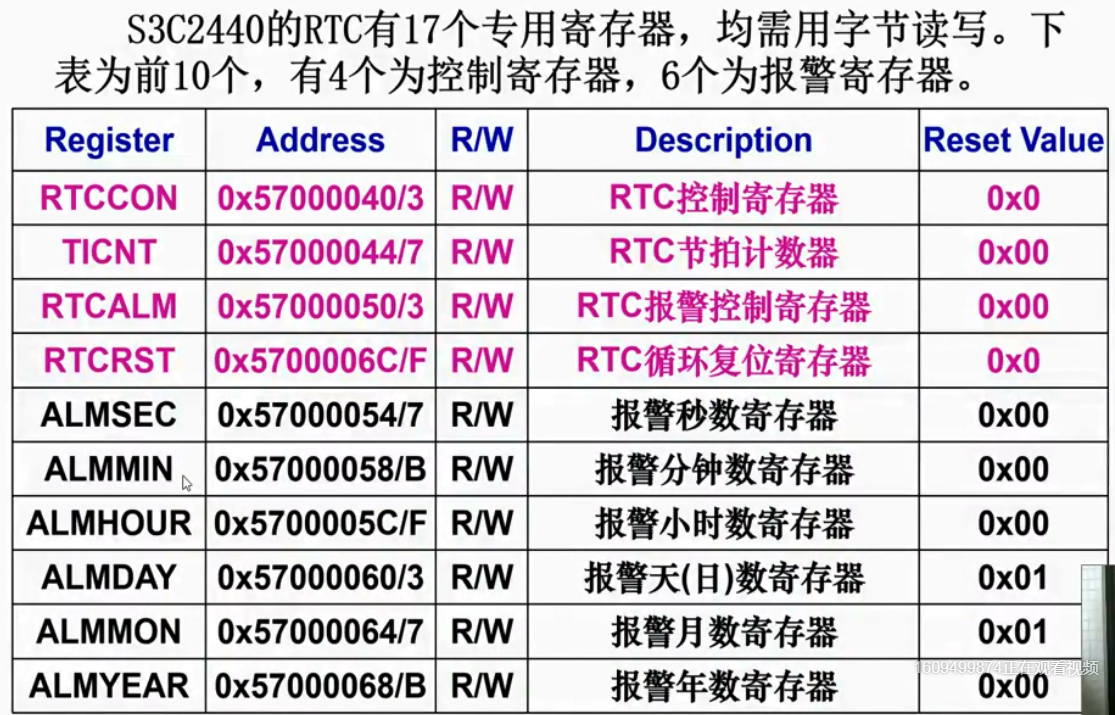 S3C2440的RTC有17个专用寄存器，均需用字节读写。下
表为前10个，有4个为控制寄存器，6个为报警寄存器。
Register Address R/W Description Reset Value
RTCCON 0x57000040/3 R/W RTC控制寄存器 0x0
TICNT 0x57000044/7 R/W RTC节拍计数器 0x00
RTCALM 0x57000050/3 R/W RTC报警控制寄存器 0x00
RTCRST 0x5700006C/F R/W RTC循环复位寄存器 0x0
ALMSEC 0x57000054/7 R/W 报警秒数寄存器 0x00
ALMMIN 0x57000058/B R/W 报警分钟数寄存器 0x00
ALMHOUR 0x5700005C/F R/W 报警小时数寄存器 0x00
ALMDAY 0x57000060/3 R/W 报警天(日)数寄存器 0x01
ALMMON 0x57000064/7 R/W 报警月数寄存器 0x01
1609499874正在观看视频
ALMYEAR 0x57000068/B R/W 报警年数寄存器 0x00